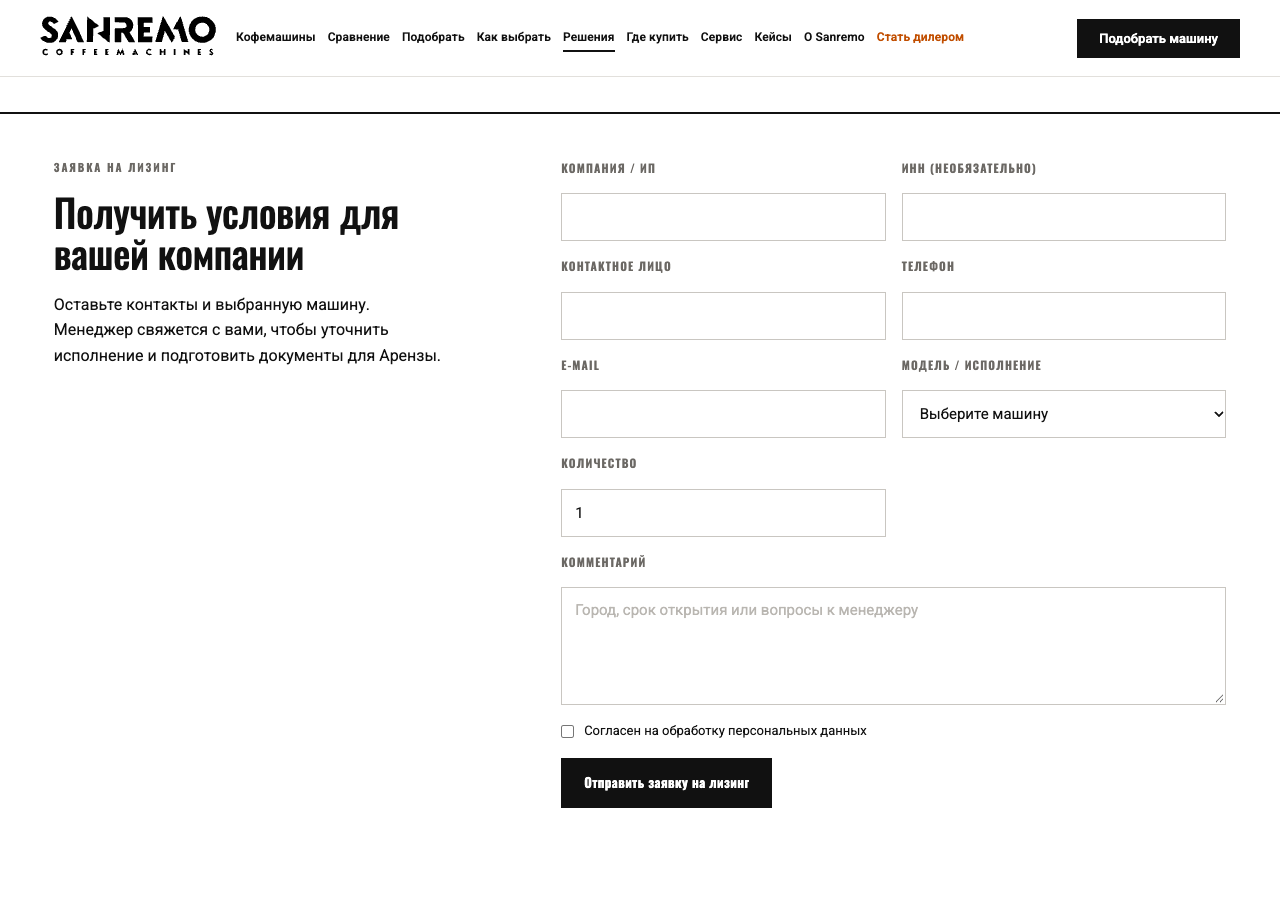 SANREMO
COFFEEMACHINES
Кофемашины Сравнение Подобрать Как выбрать Решения Где купить Сервис Кейсы О Sanremo Стать дилером
Подобрать машину
ЗАЯВКА НА ЛИЗИНГ
Получить условия для
вашей компании
Оставьте контакты и выбранную машину.
Менеджер свяжется с вами, чтобы уточнить
исполнение и подготовить документы для Арензы.
КОМПАНИЯ / ИП
ИНН (НЕОБЯЗАТЕЛЬНО)
КОНТАКТНОЕ ЛИЦО
ТЕЛЕФОН
E-MAIL
МОДЕЛЬ / ИСПОЛНЕНИЕ
Выберите машину
КОЛИЧЕСТВО
1
КОММЕНТАРИЙ
Город, срок открытия или вопросы к менеджеру
Согласен на обработку персональных данных
Отправить заявку на лизинг